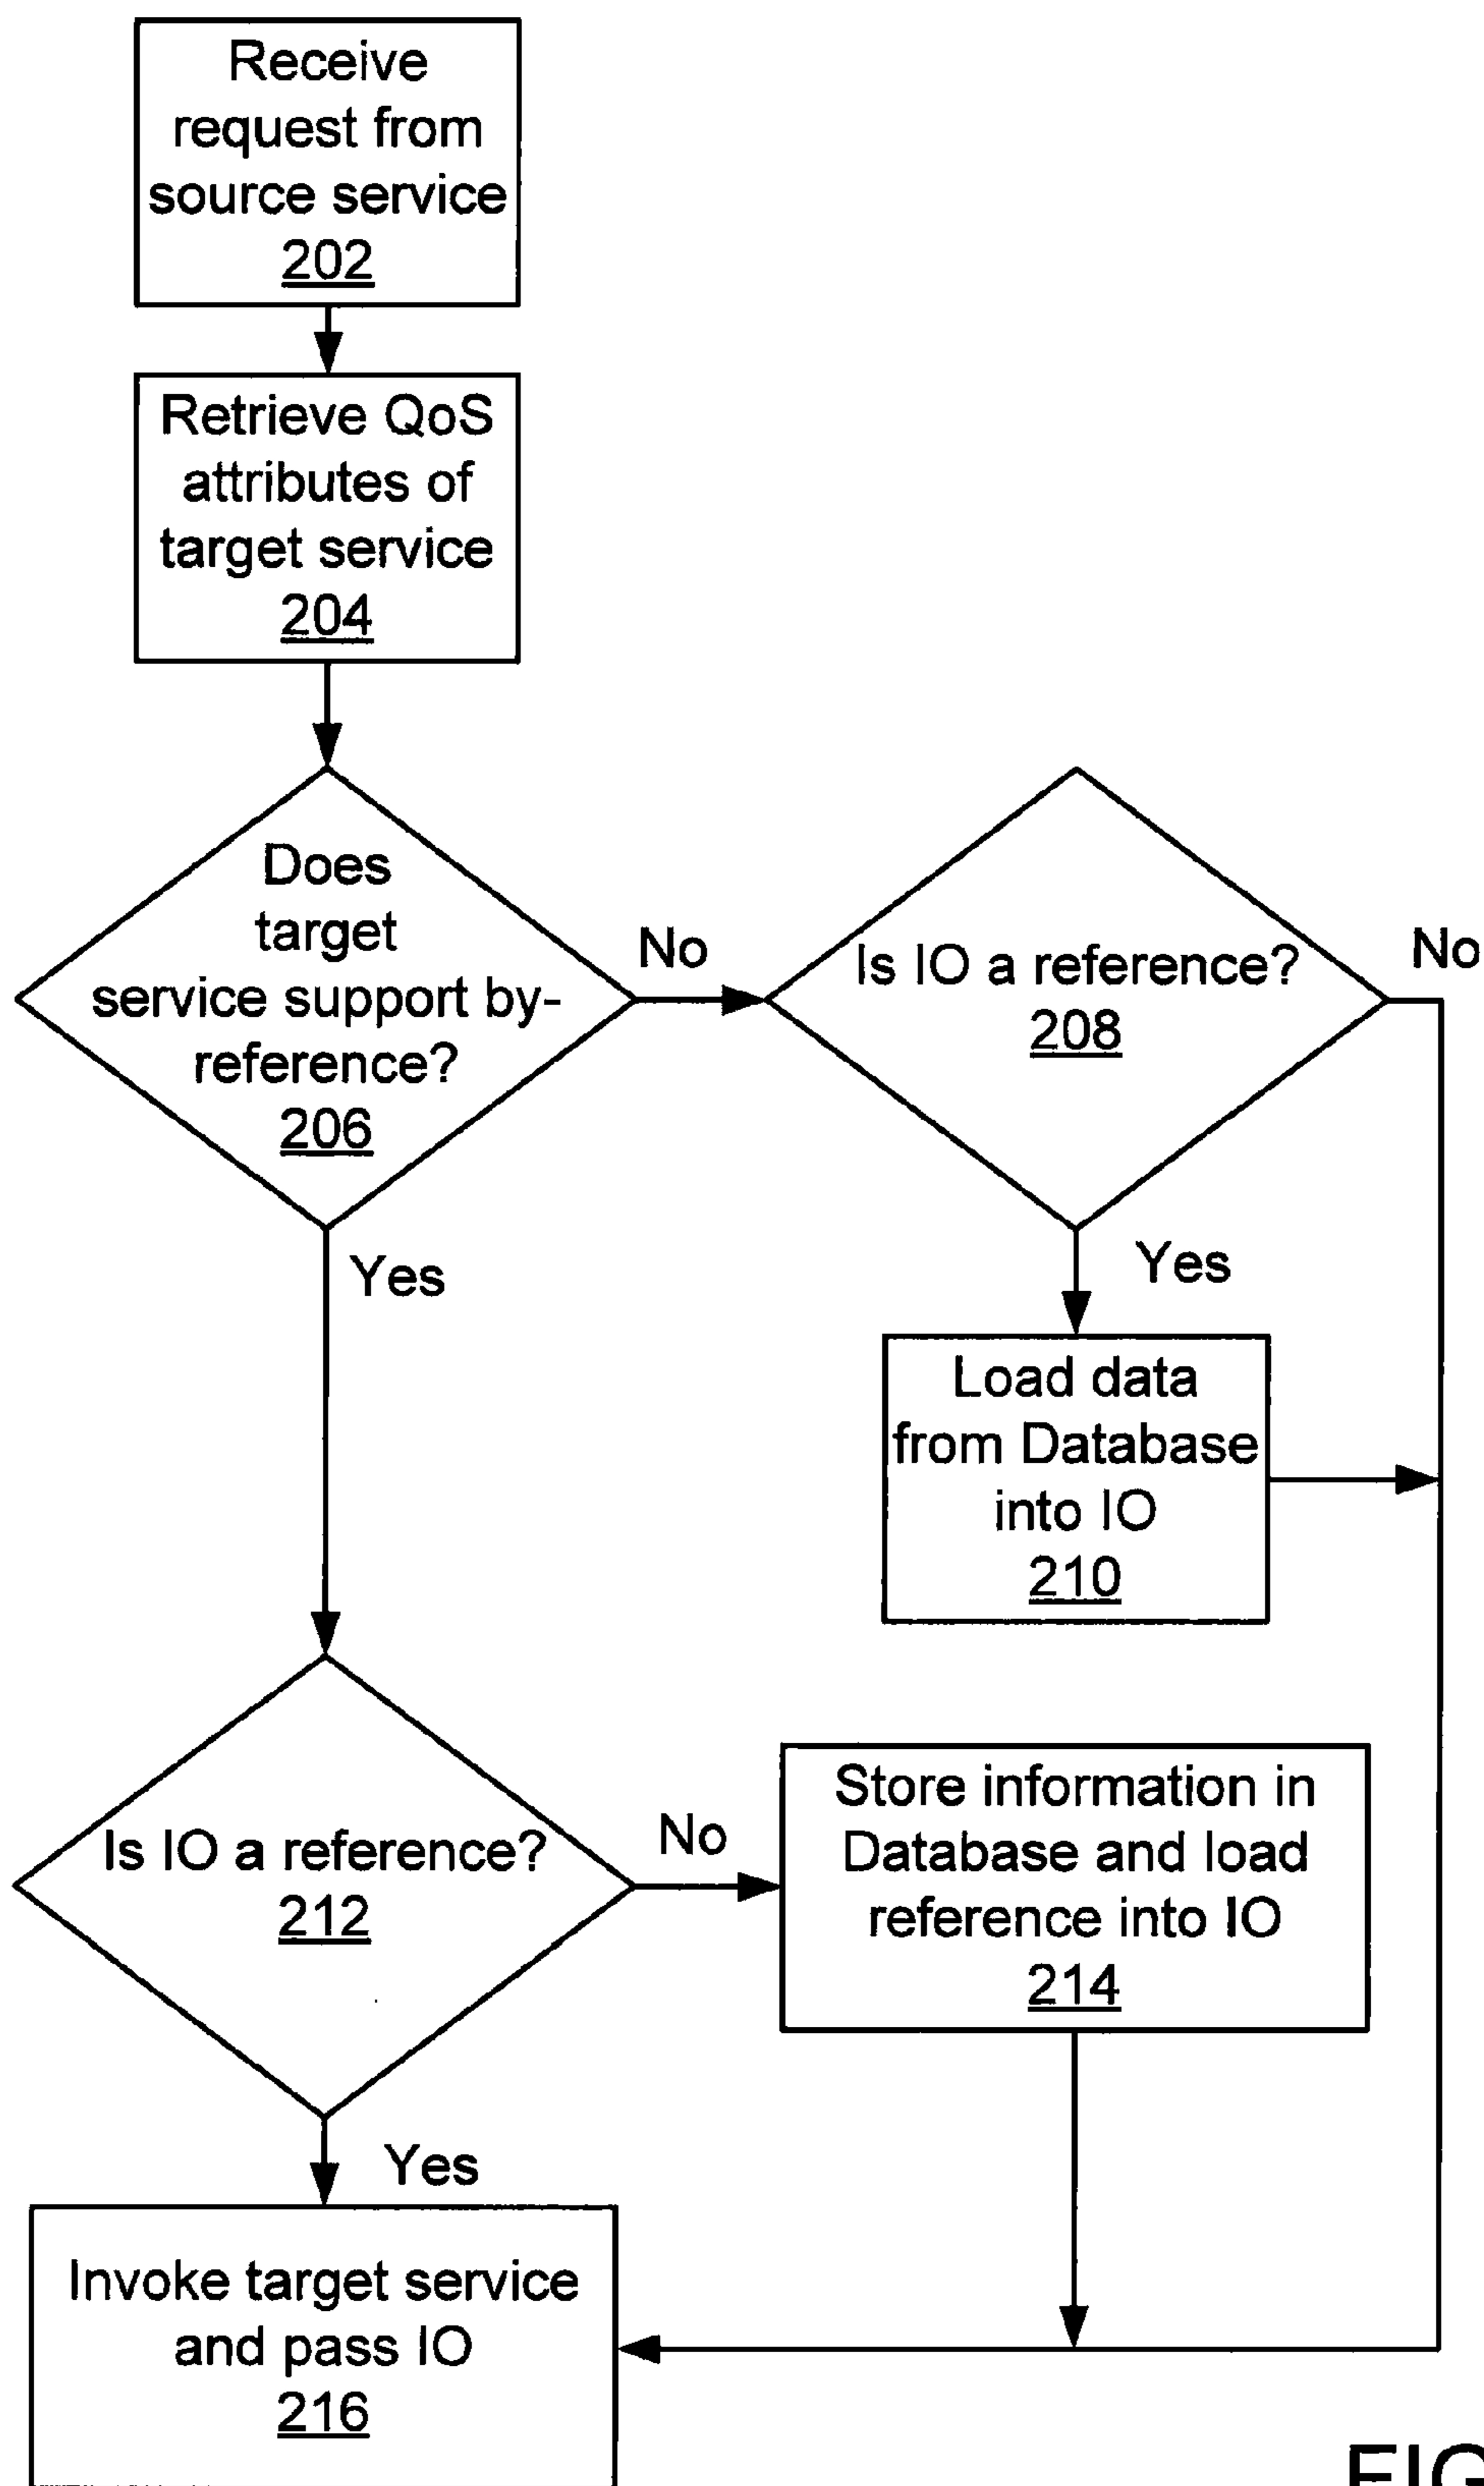 Receive
request from
source service
202
Retrieve QoS
attributes of
target service
204
Does
target
service support by-
reference?
206
No
Is IO a reference?
208
No
Yes
Yes
Load data
from Database
into IO
210
Is IO a reference?
212
No
Store information in
Database and load
reference into IO
214
Yes
Invoke target service
and pass IO
216
FIG